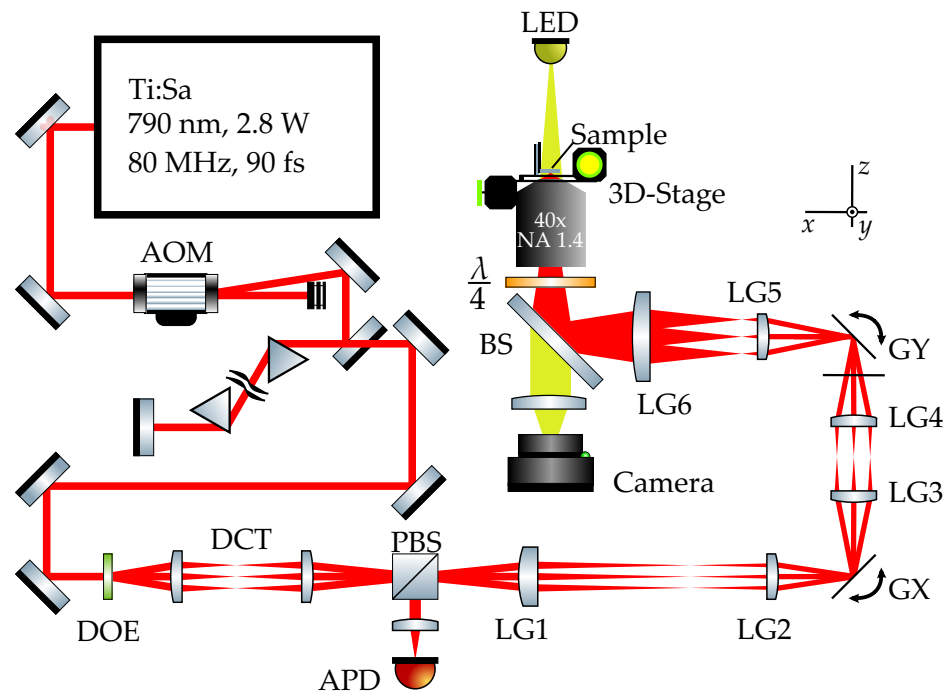 LED
Ti:Sa
790 nm, 2.8 W
80 MHz, 90 fs
Sample
3D-Stage
40x
NA 1.4
z
x
y
AOM
λ
4
LG5
BS
GY
LG6
LG4
Camera
LG3
DCT
PBS
DOE
LG1
LG2
GX
APD